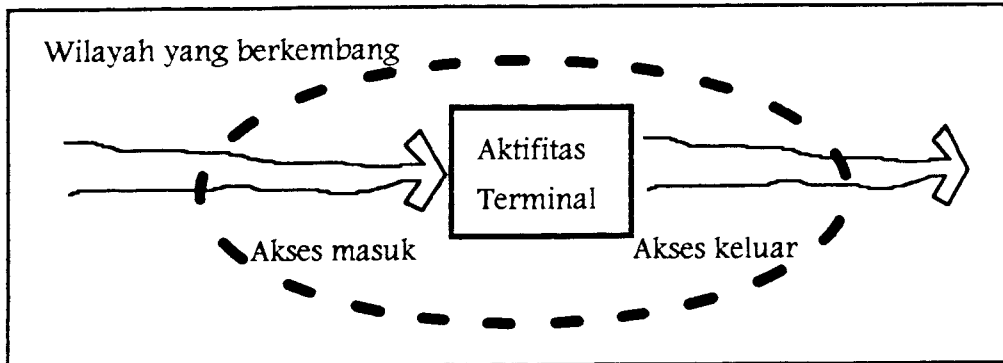 Wilayah yang berkembang
Aktifitas
Terminal
Akses masuk
Akses keluar